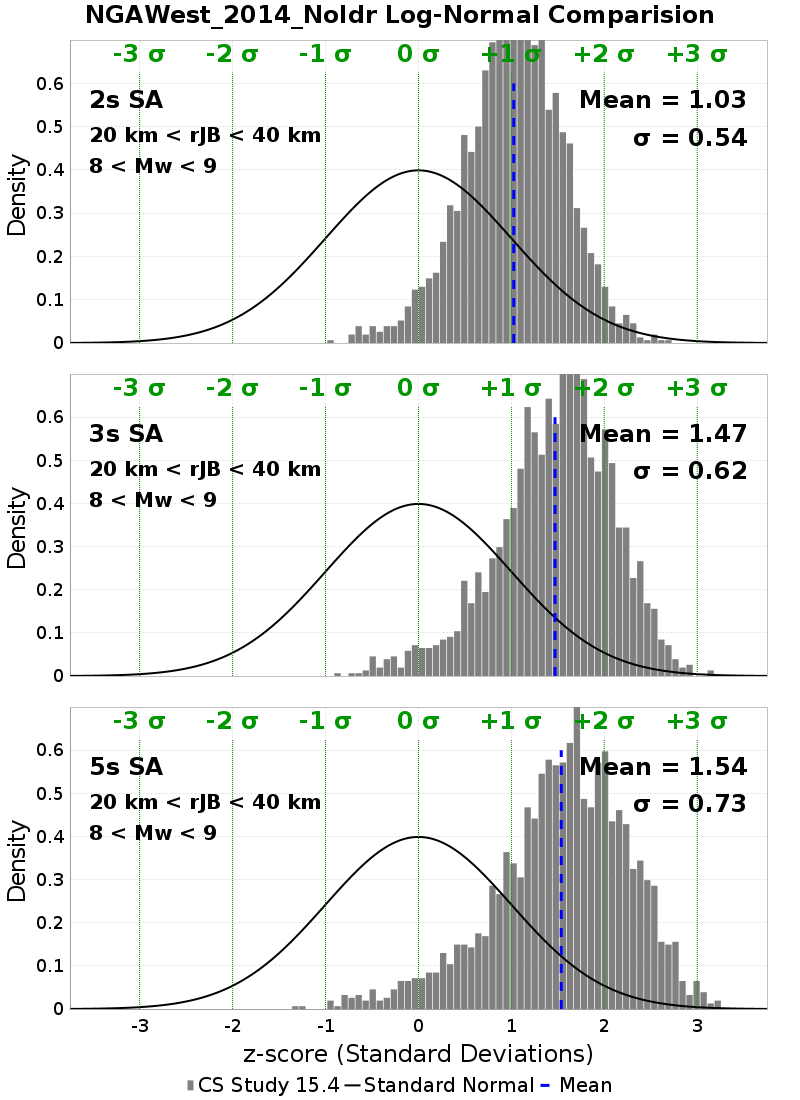 NGAWest_2014_NoIdr Log-Normal Comparision
-3 σ -2 σ -1 σ 0 σ +1 σ +2 σ +3 σ
2s SA
Mean = 1.03
20 km < rJB < 40 km
σ = 0.54
8 < Mw < 9
Density
0.6
0.5
0.4
0.3
0.2
0.1
0
-3 σ -2 σ -1 σ 0 σ +1 σ +2 σ +3 σ
3s SA
Mean = 1.47
20 km < rJB < 40 km
σ = 0.62
8 < Mw < 9
Density
0.6
0.5
0.4
0.3
0.2
0.1
0
-3 σ -2 σ -1 σ 0 σ +1 σ +2 σ +3 σ
5s SA
Mean = 1.54
20 km < rJB < 40 km
σ = 0.73
8 < Mw < 9
Density
0.6
0.5
0.4
0.3
0.2
0.1
0
-3 -2 -1 0 1 2 3
z-score (Standard Deviations)
CS Study 15.4 Standard Normal Mean